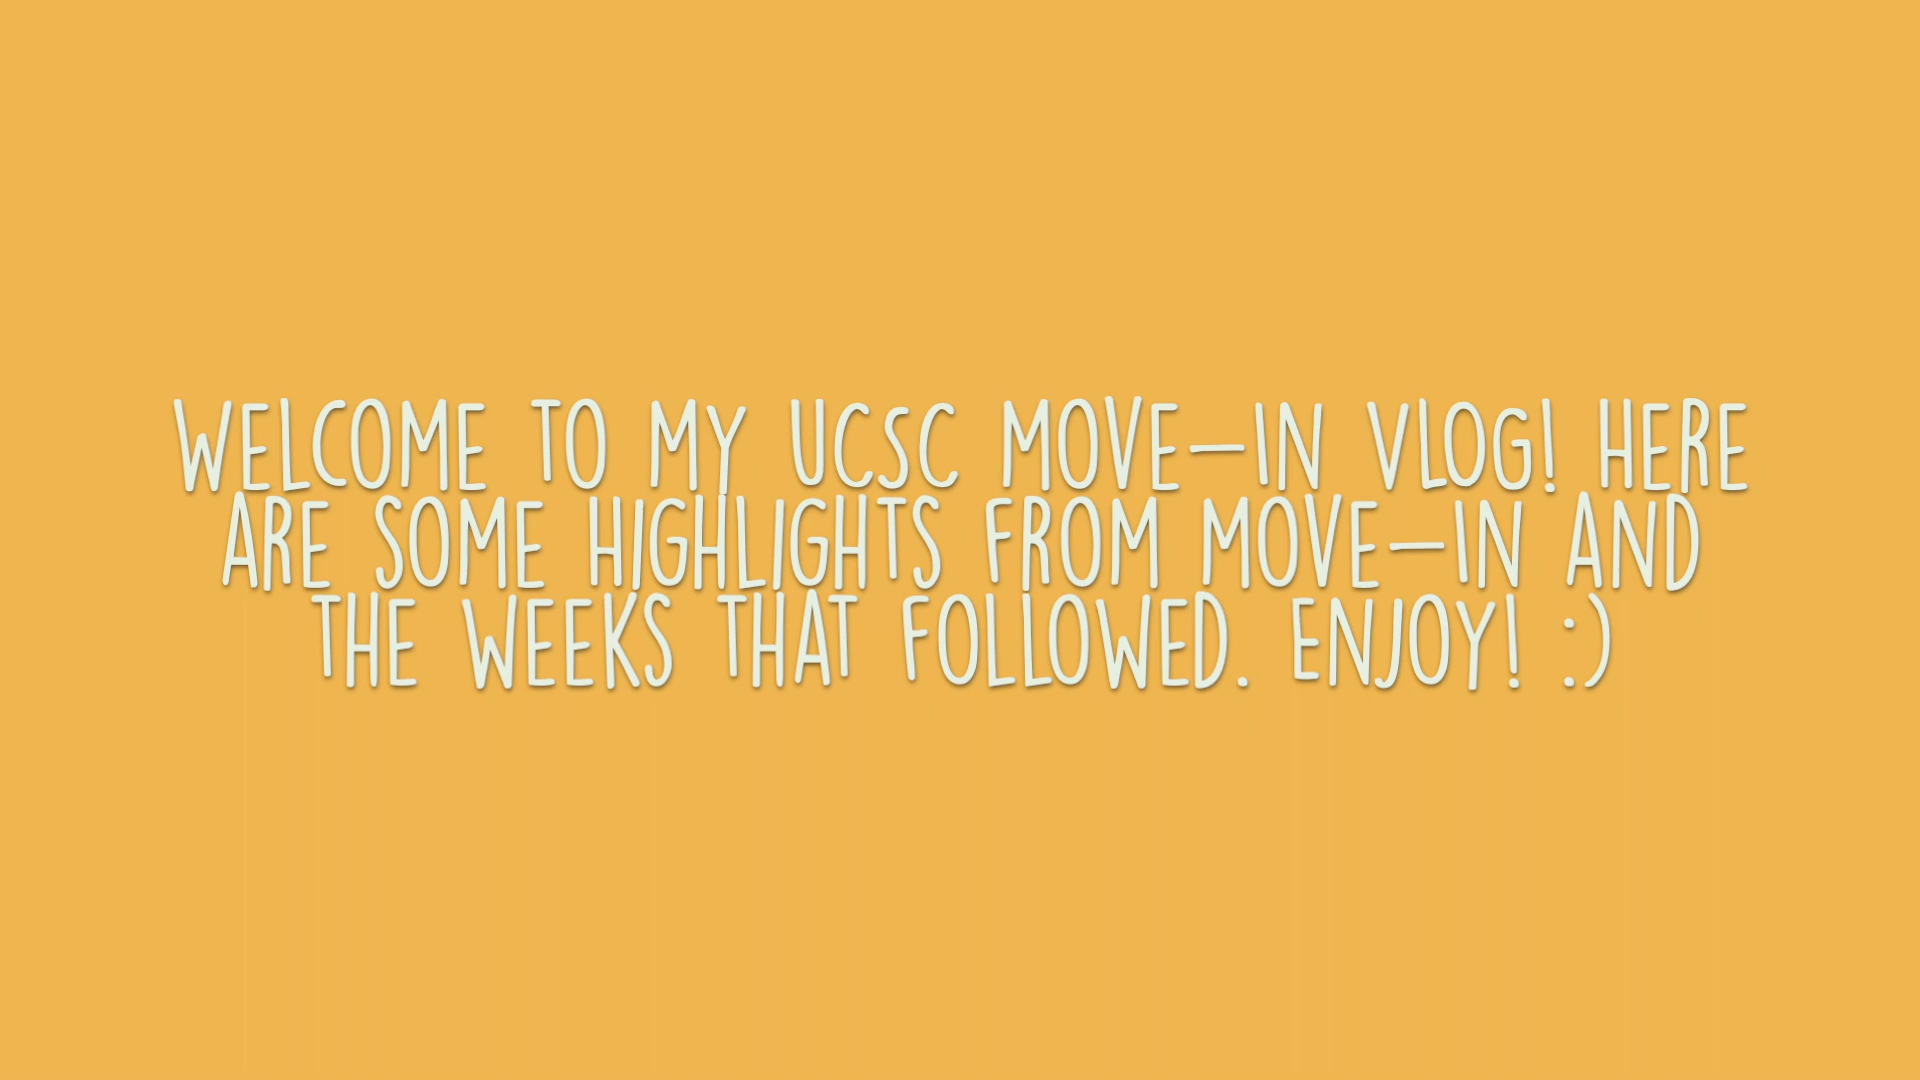 WELCOME TO MY UCSC MOVE-IN VLOG! HERE
ARE SOME HIGHLIGHTS FROM MOVE-IN AND
THE WEEKS THAT FOLLOWED. ENJOY! :)